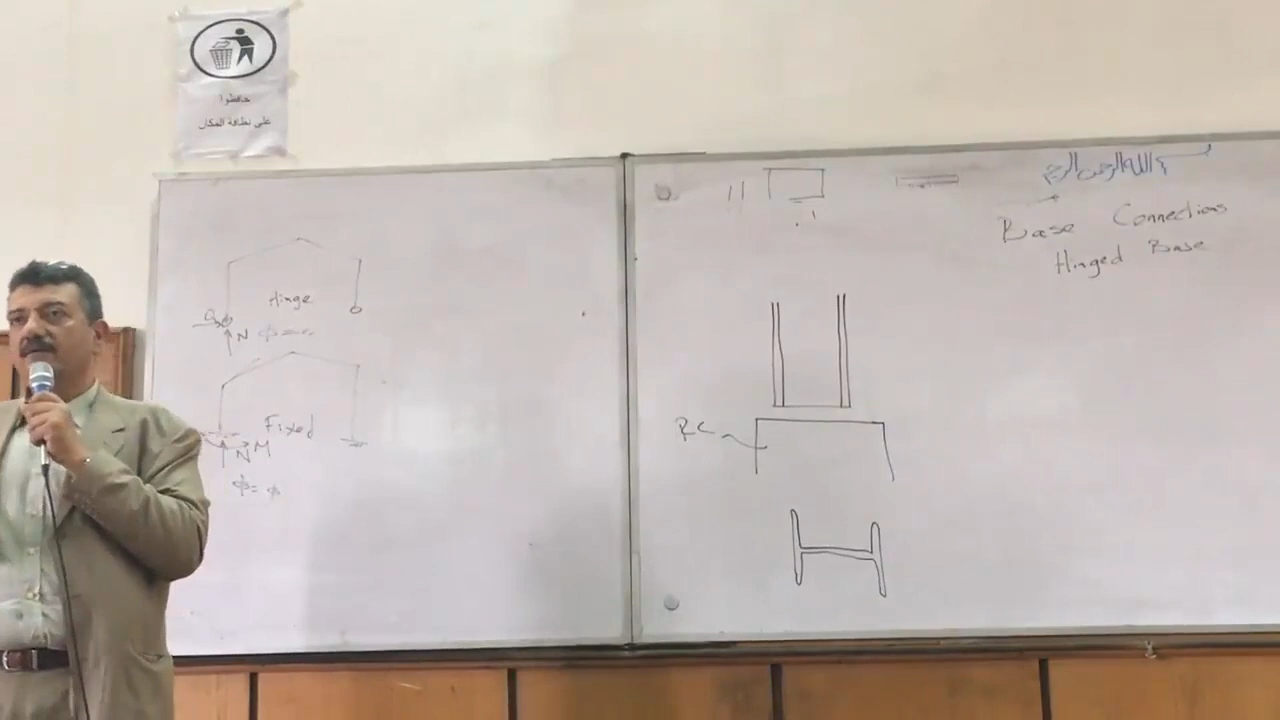 حافظوا
على نظافة المكان
بسم الله الرحمن الرحيم
Base Connections
Hinged Base
Hinge
N
Fixed
N M
φ = φ
RC